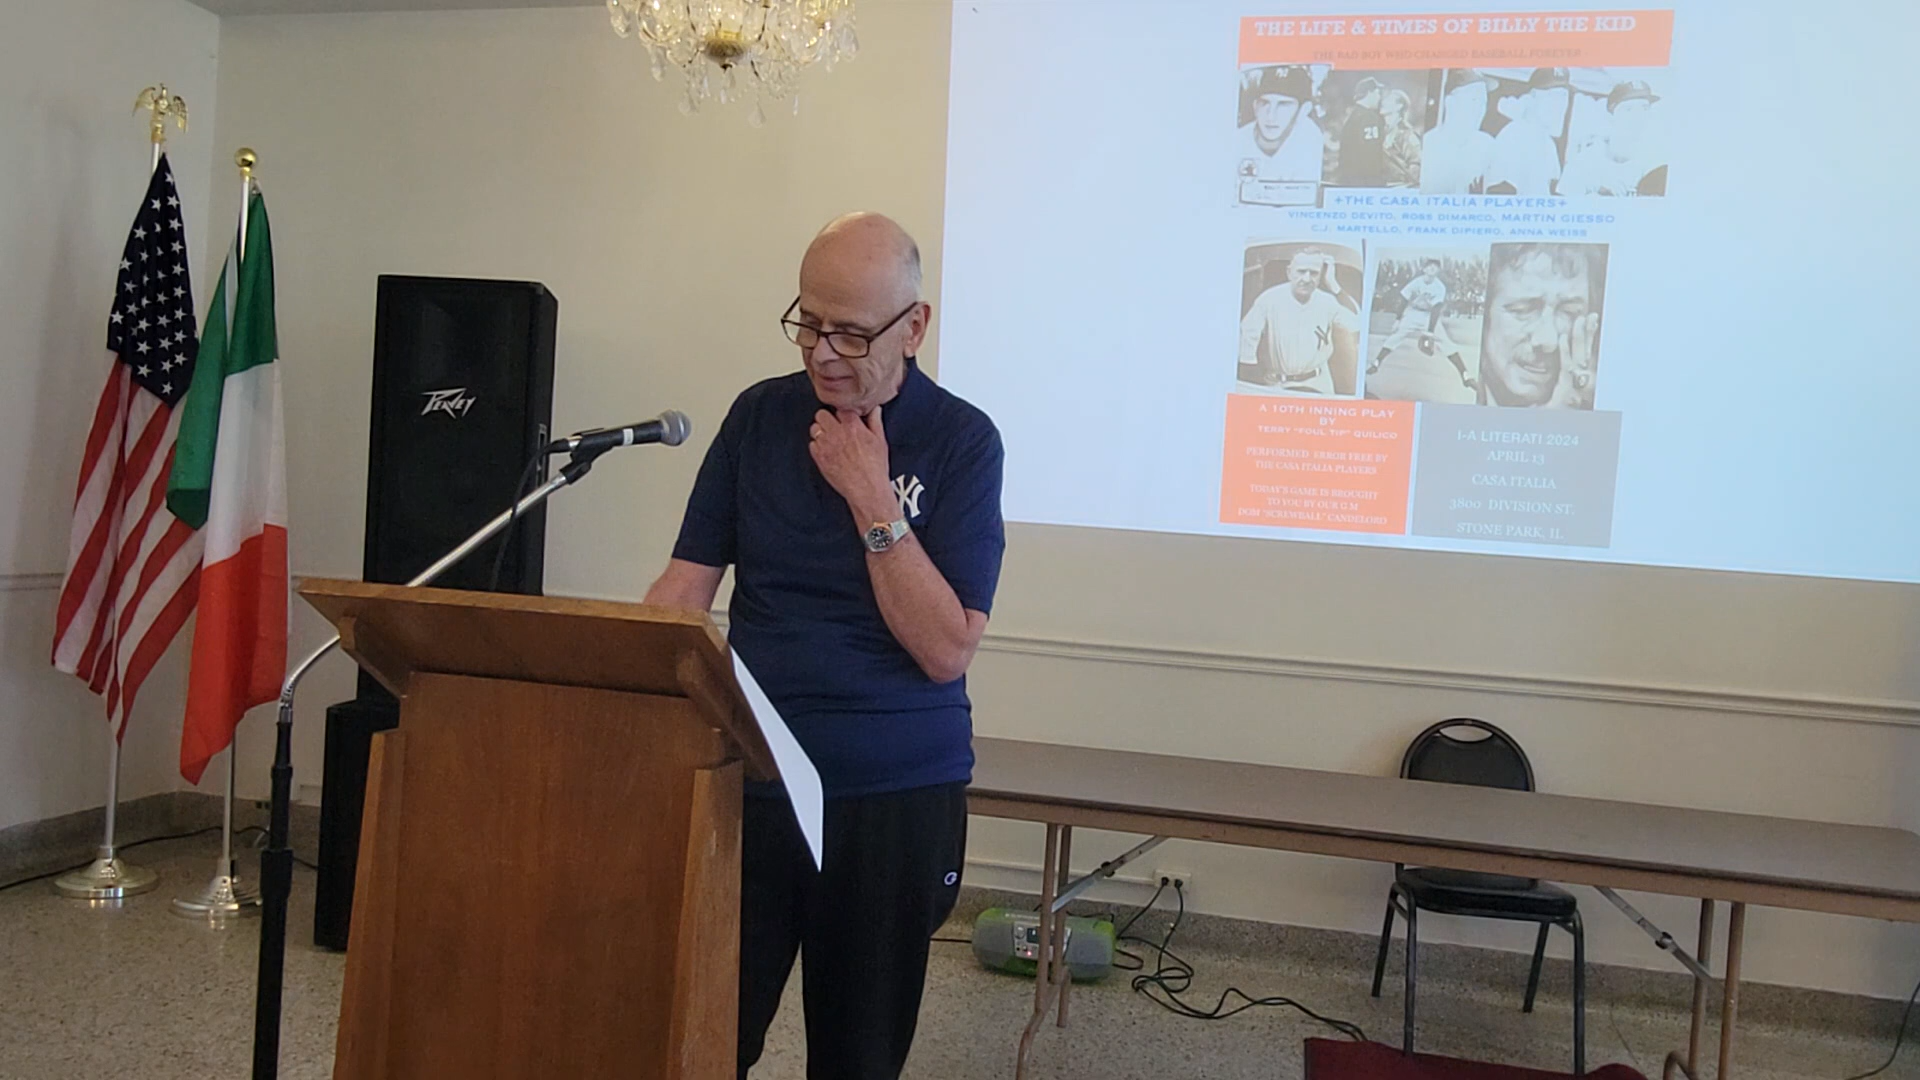 THE LIFE & TIMES OF BILLY THE KID
THE BAD BOY WHO CHANGED BASEBALL FOREVER
NY
28
+THE CASA ITALIA PLAYERS+
VINCENZO DEVITO, ROSS DIMARCO, MARTIN GIESSO
C.J. MARTELLO, FRANK DIPIERO, ANNA WEISS
A 10TH INNING PLAY
BY
TERRY "FOUL TIP" QUILICO
PERFORMED ERROR FREE BY
THE CASA ITALIA PLAYERS
TODAY'S GAME IS BROUGHT
TO YOU BY OUR G M
DOM "SCREWBALL" CANDELORO
I-A LITERATI 2024
APRIL 13
CASA ITALIA
3800 DIVISION ST.
STONE PARK, IL
PEAVEY
NY